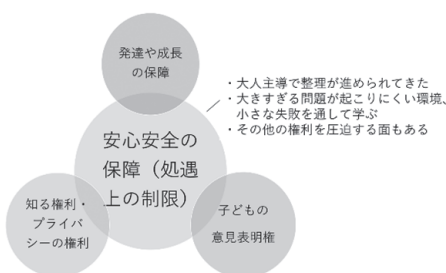 発達や成長
の保障
・大人主導で整理が進められてきた
・大きすぎる問題が起こりにくい環境、
小さな失敗を通して学ぶ
・その他の権利を圧迫する面もある
安心安全の
保障（処遇
上の制限）
知る権利・
プライバ
シーの権利
子どもの
意見表明権